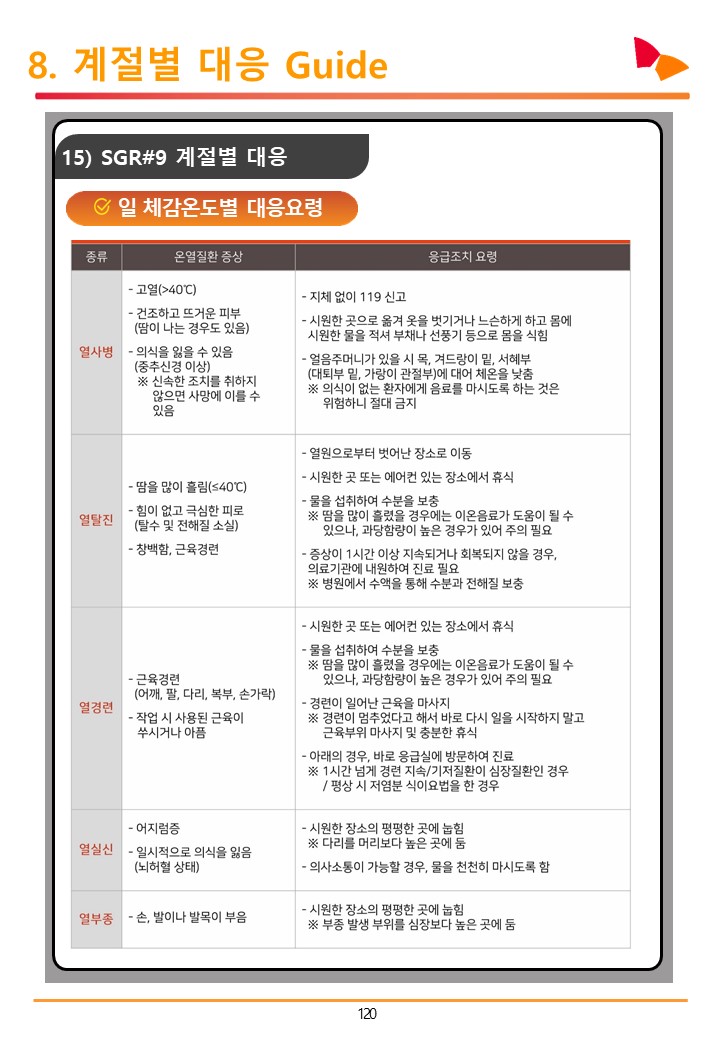 8. 계절별 대응 Guide
15) SGR#9 계절별 대응
일 체감온도별 대응요령
종류 온열질환 증상 응급조치 요령
열사병
- 고열(>40℃)
- 건조하고 뜨거운 피부
(땀이 나는 경우도 있음)
- 의식을 잃을 수 있음
(중추신경 이상)
※ 신속한 조치를 취하지
않으면 사망에 이를 수
있음
- 지체 없이 119 신고
- 시원한 곳으로 옮겨 옷을 벗기거나 느슨하게 하고 몸에
시원한 물을 적셔 부채나 선풍기 등으로 몸을 식힘
- 얼음주머니가 있을 시 목, 겨드랑이 밑, 서혜부
(대퇴부 밑, 가랑이 관절부)에 대어 체온을 낮춤
※ 의식이 없는 환자에게 음료를 마시도록 하는 것은
위험하니 절대 금지
열탈진
- 땀을 많이 흘림(≤40℃)
- 힘이 없고 극심한 피로
(탈수 및 전해질 소실)
- 창백함, 근육경련
- 열원으로부터 벗어난 장소로 이동
- 시원한 곳 또는 에어컨 있는 장소에서 휴식
- 물을 섭취하여 수분을 보충
※ 땀을 많이 흘렸을 경우에는 이온음료가 도움이 될 수
있으나, 과당함량이 높은 경우가 있어 주의 필요
- 증상이 1시간 이상 지속되거나 회복되지 않을 경우,
의료기관에 내원하여 진료 필요
※ 병원에서 수액을 통해 수분과 전해질 보충
열경련
- 근육경련
(어깨, 팔, 다리, 복부, 손가락)
- 작업 시 사용된 근육이
쑤시거나 아픔
- 시원한 곳 또는 에어컨 있는 장소에서 휴식
- 물을 섭취하여 수분을 보충
※ 땀을 많이 흘렸을 경우에는 이온음료가 도움이 될 수
있으나, 과당함량이 높은 경우가 있어 주의 필요
- 경련이 일어난 근육을 마사지
※ 경련이 멈추었다고 해서 바로 다시 일을 시작하지 말고
근육부위 마사지 및 충분한 휴식
- 아래의 경우, 바로 응급실에 방문하여 진료
※ 1시간 넘게 경련 지속/기저질환이 심장질환인 경우
/ 평상 시 저염분 식이요법을 한 경우
열실신
- 어지럼증
- 일시적으로 의식을 잃음
(뇌허혈 상태)
- 시원한 장소의 평평한 곳에 눕힘
※ 다리를 머리보다 높은 곳에 둠
- 의사소통이 가능할 경우, 물을 천천히 마시도록 함
열부종
- 손, 발이나 발목이 부음
- 시원한 장소의 평평한 곳에 눕힘
※ 부종 발생 부위를 심장보다 높은 곳에 둠
120